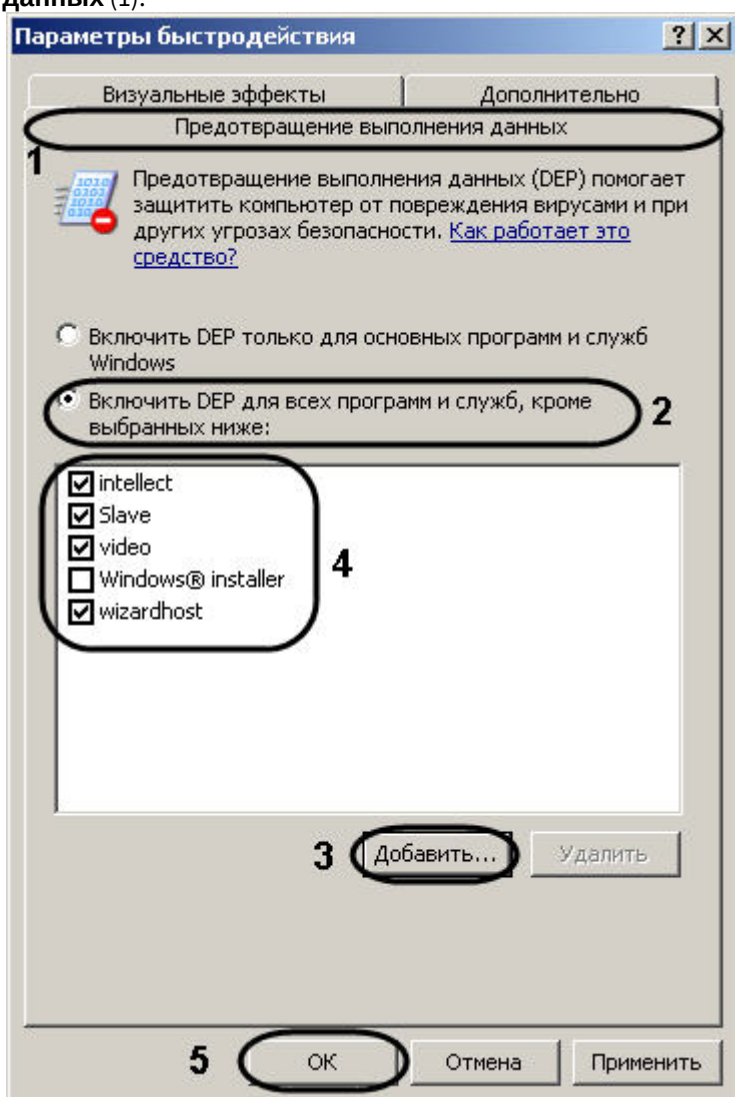 данных (1).
Параметры быстродействия
Визуальные эффекты
Дополнительно
Предотвращение выполнения данных
1
Предотвращение выполнения данных (DEP) помогает
защитить компьютер от повреждения вирусами и при
других угрозах безопасности. Как работает это
средство?
Включить DEP только для основных программ и служб
Windows
Включить DEP для всех программ и служб, кроме
выбранных ниже:
2
intellect
Slave
video
Windows® installer
wizardhost
4
3
Добавить...
Удалить
5
ОК
Отмена
Применить